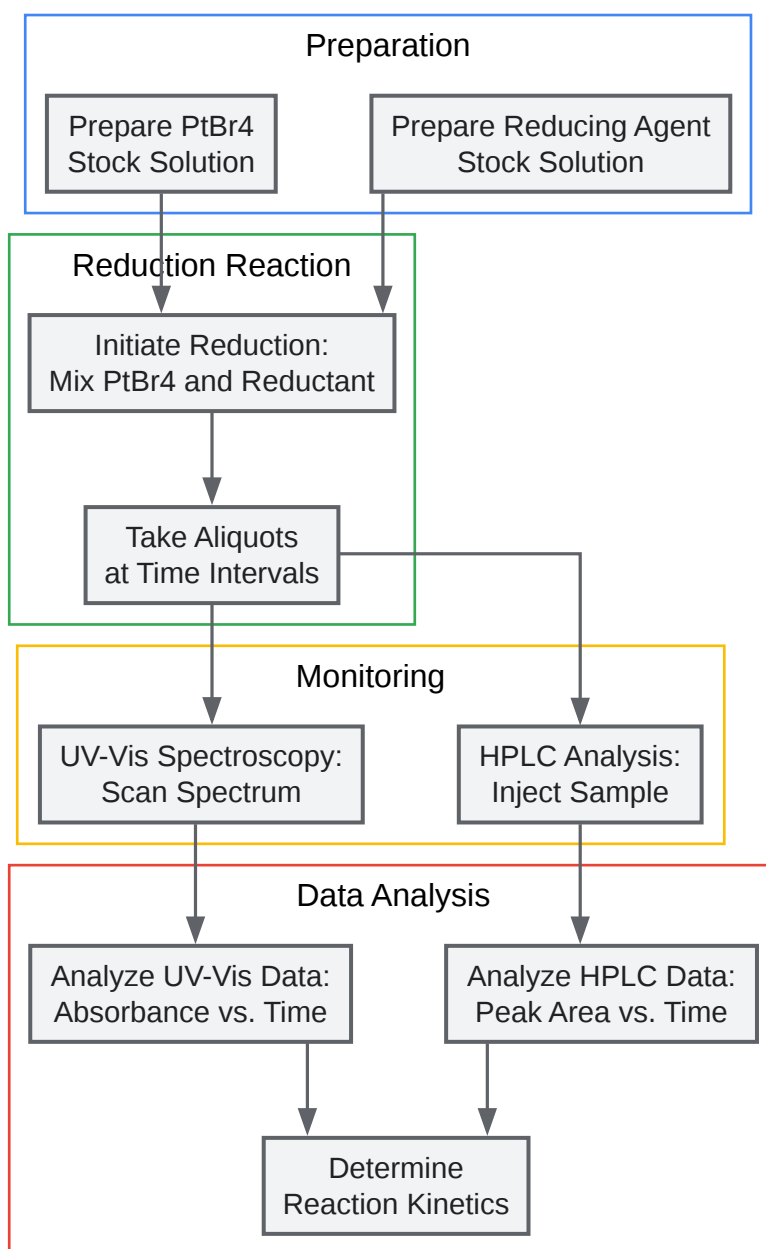 Preparation
Prepare PtBr4
Stock Solution
Prepare Reducing Agent
Stock Solution
Reduction Reaction
Initiate Reduction:
Mix PtBr4 and Reductant
Take Aliquots
at Time Intervals
Monitoring
UV-Vis Spectroscopy:
Scan Spectrum
HPLC Analysis:
Inject Sample
Data Analysis
Analyze UV-Vis Data:
Absorbance vs. Time
Analyze HPLC Data:
Peak Area vs. Time
Determine
Reaction Kinetics